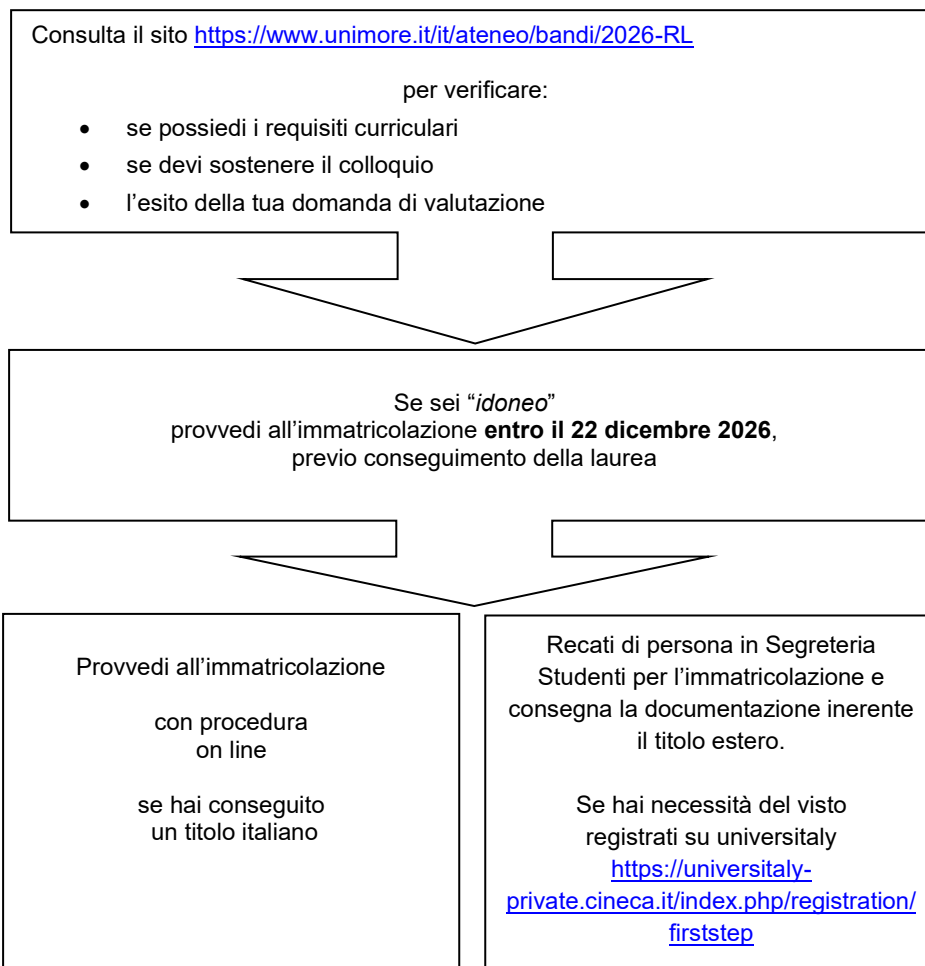 Consulta il sito https://www.unimore.it/it/ateneo/bandi/2026-RL
per verificare:
• se possiedi i requisiti curriculari
• se devi sostenere il colloquio
• l’esito della tua domanda di valutazione
Se sei “idoneo”
provvedi all’immatricolazione entro il 22 dicembre 2026,
previo conseguimento della laurea
Provvedi all’immatricolazione
con procedura
on line
se hai conseguito
un titolo italiano
Recati di persona in Segreteria
Studenti per l’immatricolazione e
consegna la documentazione inerente
il titolo estero.
Se hai necessità del visto
registrati su universitaly
https://universitaly-
private.cineca.it/index.php/registration/
firststep